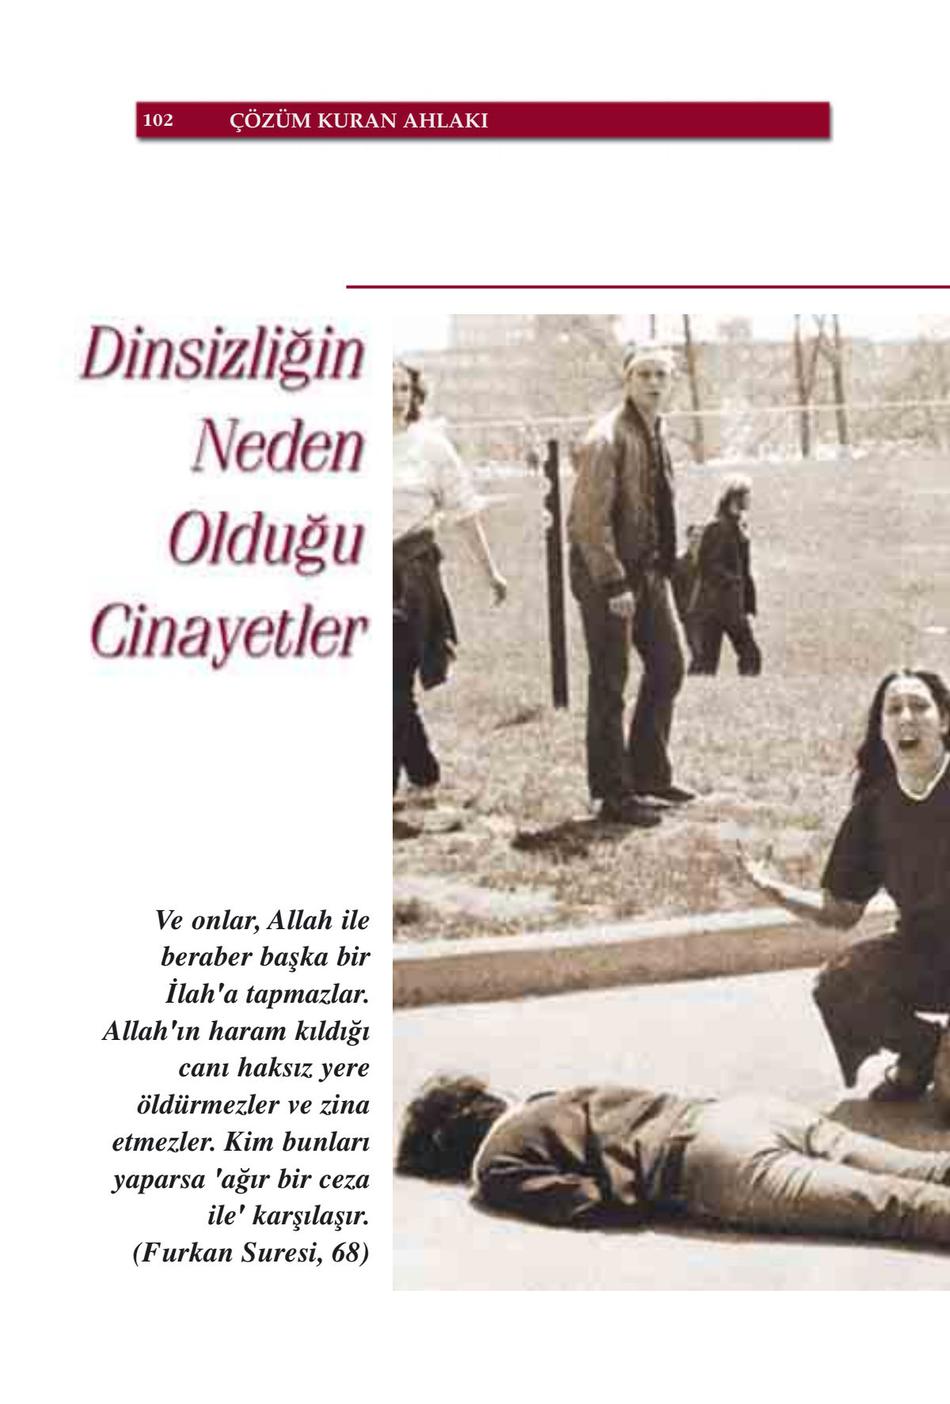 102 ÇÖZÜM KURAN AHLAKI
Dinsizliğin
Neden
Olduğu
Cinayetler
Ve onlar, Allah ile
beraber başka bir
İlah'a tapmazlar.
Allah'ın haram kıldığı
canı haksız yere
öldürmezler ve zina
etmezler. Kim bunları
yaparsa 'ağır bir ceza
ile' karşılaşır.
(Furkan Suresi, 68)